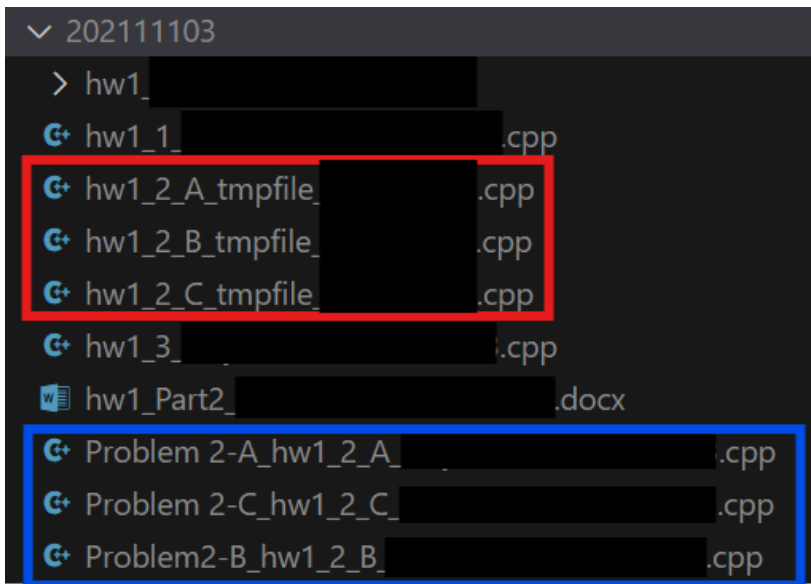 202111103
hw1_
hw1_1_ .cpp
hw1_2_A_tmpfile_ .cpp
hw1_2_B_tmpfile_ .cpp
hw1_2_C_tmpfile_ .cpp
hw1_3_ .cpp
hw1_Part2_ .docx
Problem 2-A_hw1_2_A_ .cpp
Problem 2-C_hw1_2_C_ .cpp
Problem2-B_hw1_2_B_ .cpp